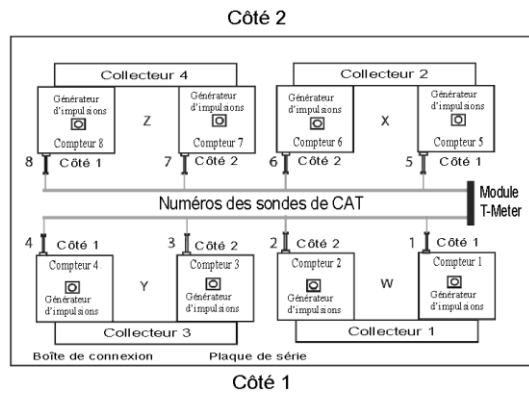 Côté 2
Collecteur 4
Collecteur 2
Générateur d'impulsions
Compteur 8
Z
Générateur d'impulsions
Compteur 7
Générateur d'impulsions
Compteur 6
X
Générateur d'impulsions
Compteur 5
8 Côté 1
7 Côté 2
6 Côté 2
5 Côté 1
Numéros des sondes de CAT
Module
T-Meter
4 Côté 1
3 Côté 2
2 Côté 2
1 Côté 1
Compteur 4
Générateur d'impulsions
Y
Compteur 3
Générateur d'impulsions
Compteur 2
Générateur d'impulsions
W
Compteur 1
Générateur d'impulsions
Collecteur 3
Collecteur 1
Boîte de connexion
Plaque de série
Côté 1